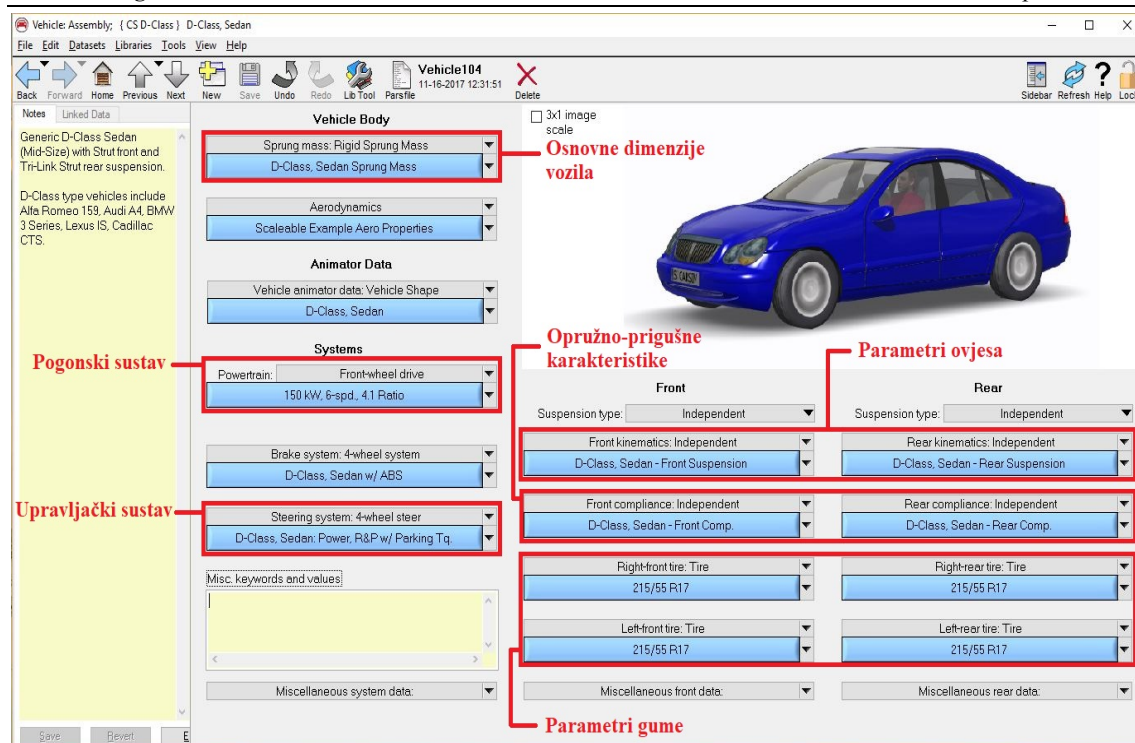 Vehicle: Assembly; { CS D-Class } D-Class, Sedan
File Edit Datasets Libraries Tools View Help
Back Forward Home Previous Next New Save Undo Redo Lib Tool Parsfile
Vehicle104
11-16-2017 12:31:51
Delete
Sidebar Refresh Help
Notes Linked Data
Generic D-Class Sedan
(Mid-Size) with Strut front and
Tri-Link Strut rear suspension.
D-Class type vehicles include
Alfa Romeo 159, Audi A4, BMW
3 Series, Lexus IS, Cadillac
CTS.
Pogonski sustav
Upravljački sustav
Save Revert E
Vehicle Body
Sprung mass: Rigid Sprung Mass
D-Class, Sedan Sprung Mass
Aerodynamics
Scaleable Example Aero Properties
Animator Data
Vehicle animator data: Vehicle Shape
D-Class, Sedan
Systems
Powertrain: Front-wheel drive
150 kW, 6-spd., 4.1 Ratio
Brake system: 4-wheel system
D-Class, Sedan w/ ABS
Steering system: 4-wheel steer
D-Class, Sedan: Power, R&P w/ Parking Tq.
Misc. keywords and values
Miscellaneous system data:
3x1 image
scale
Osnovne dimenzije
vozila
Opružno-prigušne
karakteristike
Parametri ovjesa
Front Rear
Suspension type: Independent Suspension type: Independent
Front kinematics: Independent Rear kinematics: Independent
D-Class, Sedan - Front Suspension D-Class, Sedan - Rear Suspension
Front compliance: Independent Rear compliance: Independent
D-Class, Sedan - Front Comp. D-Class, Sedan - Rear Comp.
Right-front tire: Tire Right-rear tire: Tire
215/55 R17 215/55 R17
Left-front tire: Tire Left-rear tire: Tire
215/55 R17 215/55 R17
Miscellaneous front data: Miscellaneous rear data:
Parametri gume